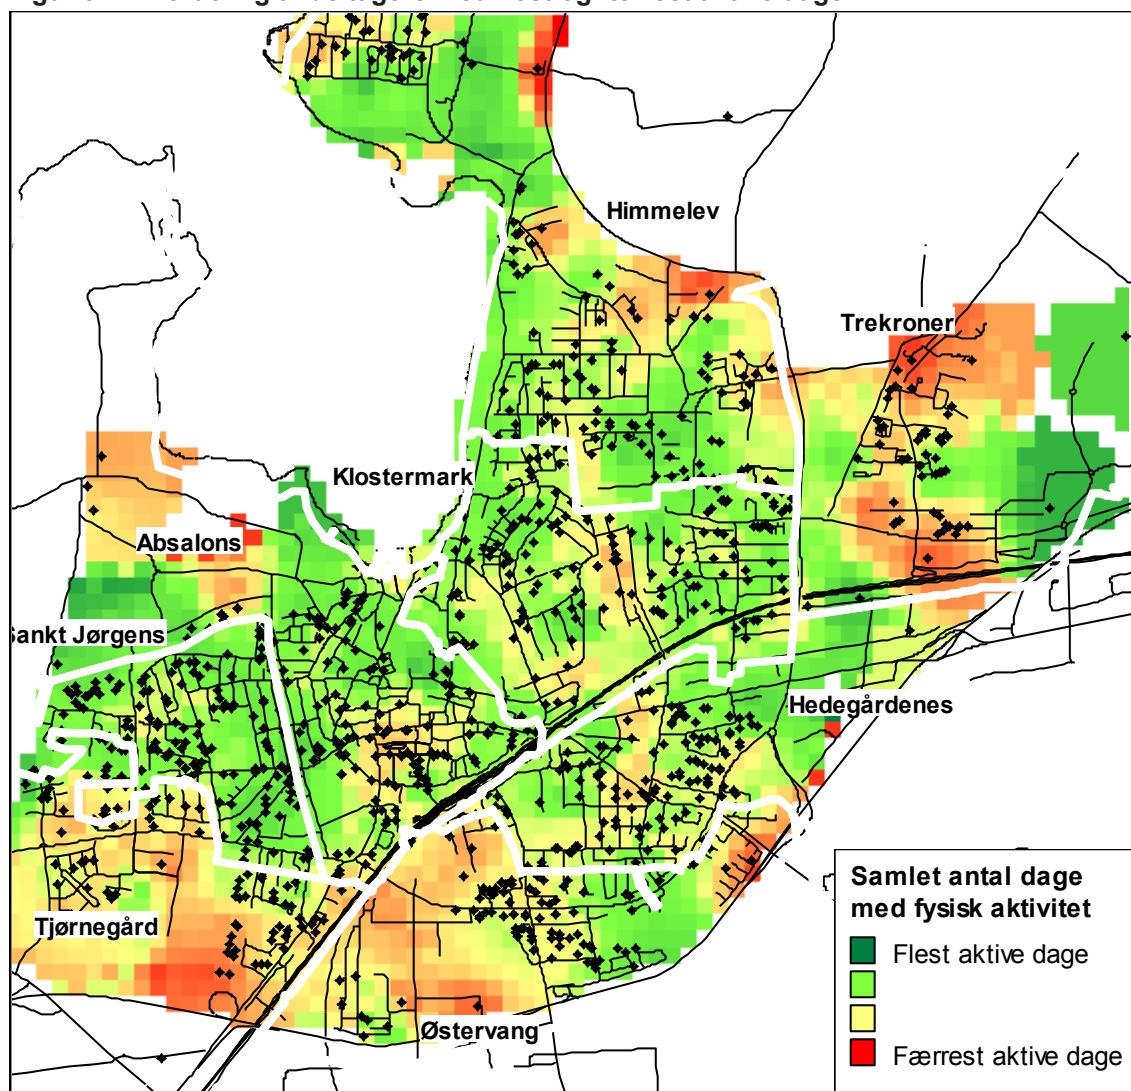 Himmelev
Trekroner
Klostermark
Absalons
Sankt Jørgens
Hedegårdenes
Tjørnegård
Østervang
Samlet antal dage
med fysisk aktivitet
Flest aktive dage
Færrest aktive dage